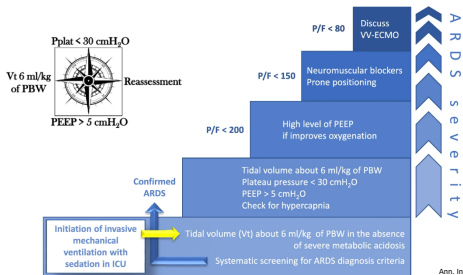 Pplat < 30 cmH₂O
Vt 6 ml/kg
of PBW
Reassessment
PEEP > 5 cmH₂O
P/F < 80
Discuss
VV-ECMO
P/F < 150
Neuromuscular blockers
Prone positioning
P/F < 200
High level of PEEP
if improves oxygenation
Confirmed
ARDS
Tidal volume about 6 ml/kg of PBW
Plateau pressure < 30 cmH₂O
PEEP > 5 cmH₂O
Check for hypercapnia
Initiation of invasive
mechanical
ventilation with
sedation in ICU
Tidal volume (Vt) about 6 ml/kg of PBW in the absence
of severe metabolic acidosis
Systematic screening for ARDS diagnosis criteria
ARDS severity
Ann. In